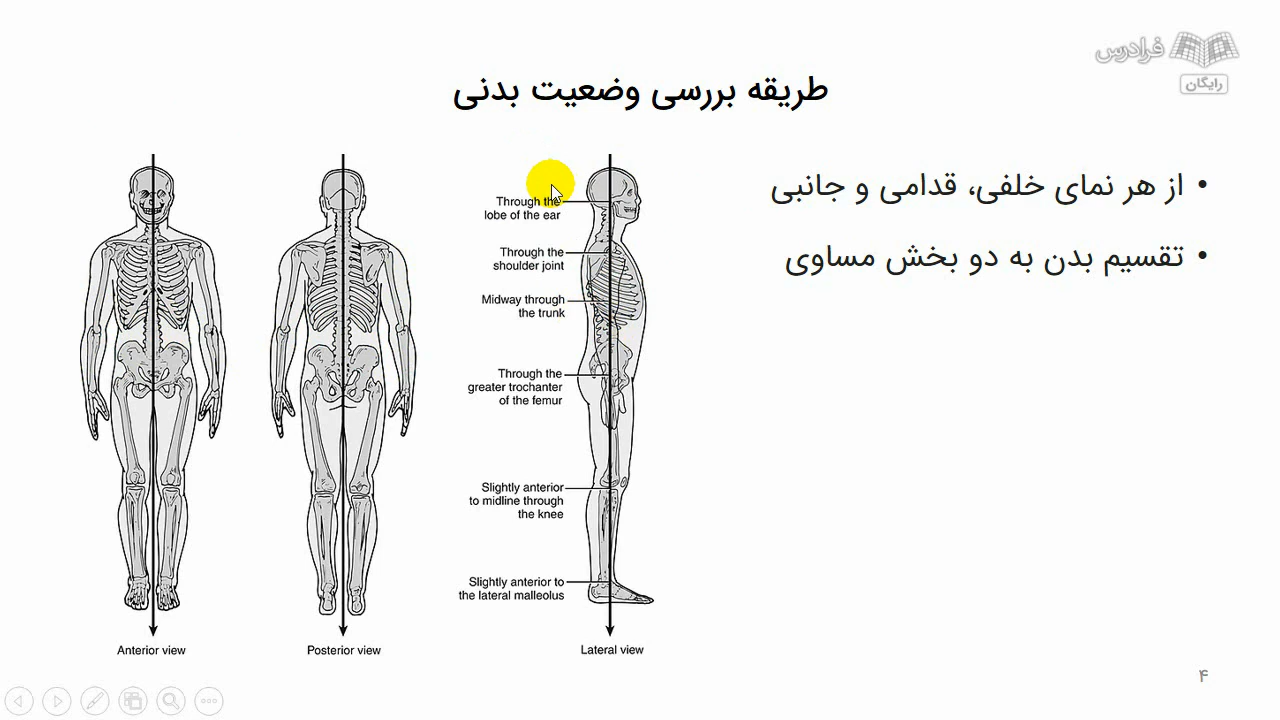 فرادرس
رایگان
طریقه بررسی وضعیت بدنی
• از هر نمای خلفی، قدامی و جانبی
• تقسیم بدن به دو بخش مساوی
Through the
lobe of the ear
Through the
shoulder joint
Midway through
the trunk
Through the
greater trochanter
of the femur
Slightly anterior
to midline through
the knee
Slightly anterior to
the lateral malleolus
Anterior view
Posterior view
Lateral view
۴